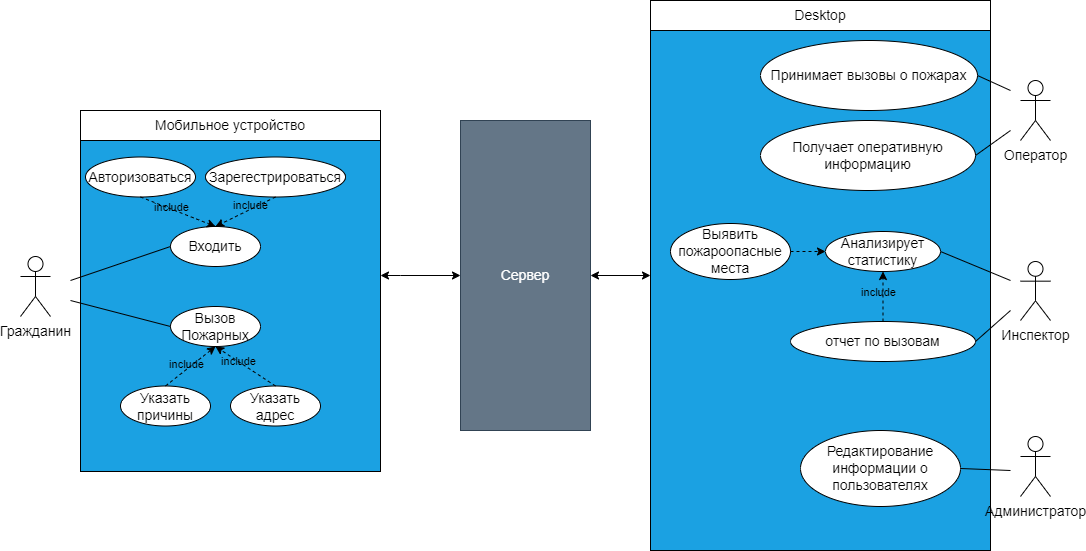 Desktop
Принимает вызовы о пожарах
Получает оперативную
информацию
Оператор
Мобильное устройство
Авторизоваться
Зарегестрироваться
include
include
Входить
Гражданин
Вызов
Пожарных
include
include
Указать
причины
Указать
адрес
Сервер
Выявить
пожароопасные
места
Анализирует
статистику
include
отчет по вызовам
Инспектор
Редактирование
информации о
пользователях
Администратор